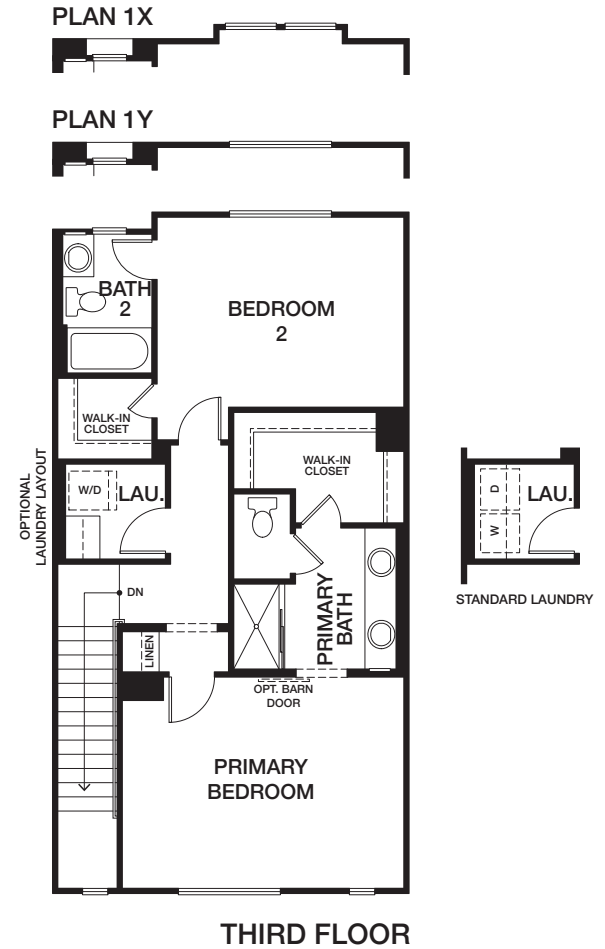 PLAN 1X
PLAN 1Y
BATH
2
BEDROOM
2
WALK-IN
CLOSET
WALK-IN
CLOSET
OPTIONAL
LAUNDRY LAYOUT
W/D
LAU.
D
W
LAU.
STANDARD LAUNDRY
DN
PRIMARY
BATH
LINEN
OPT. BARN
DOOR
PRIMARY
BEDROOM
THIRD FLOOR